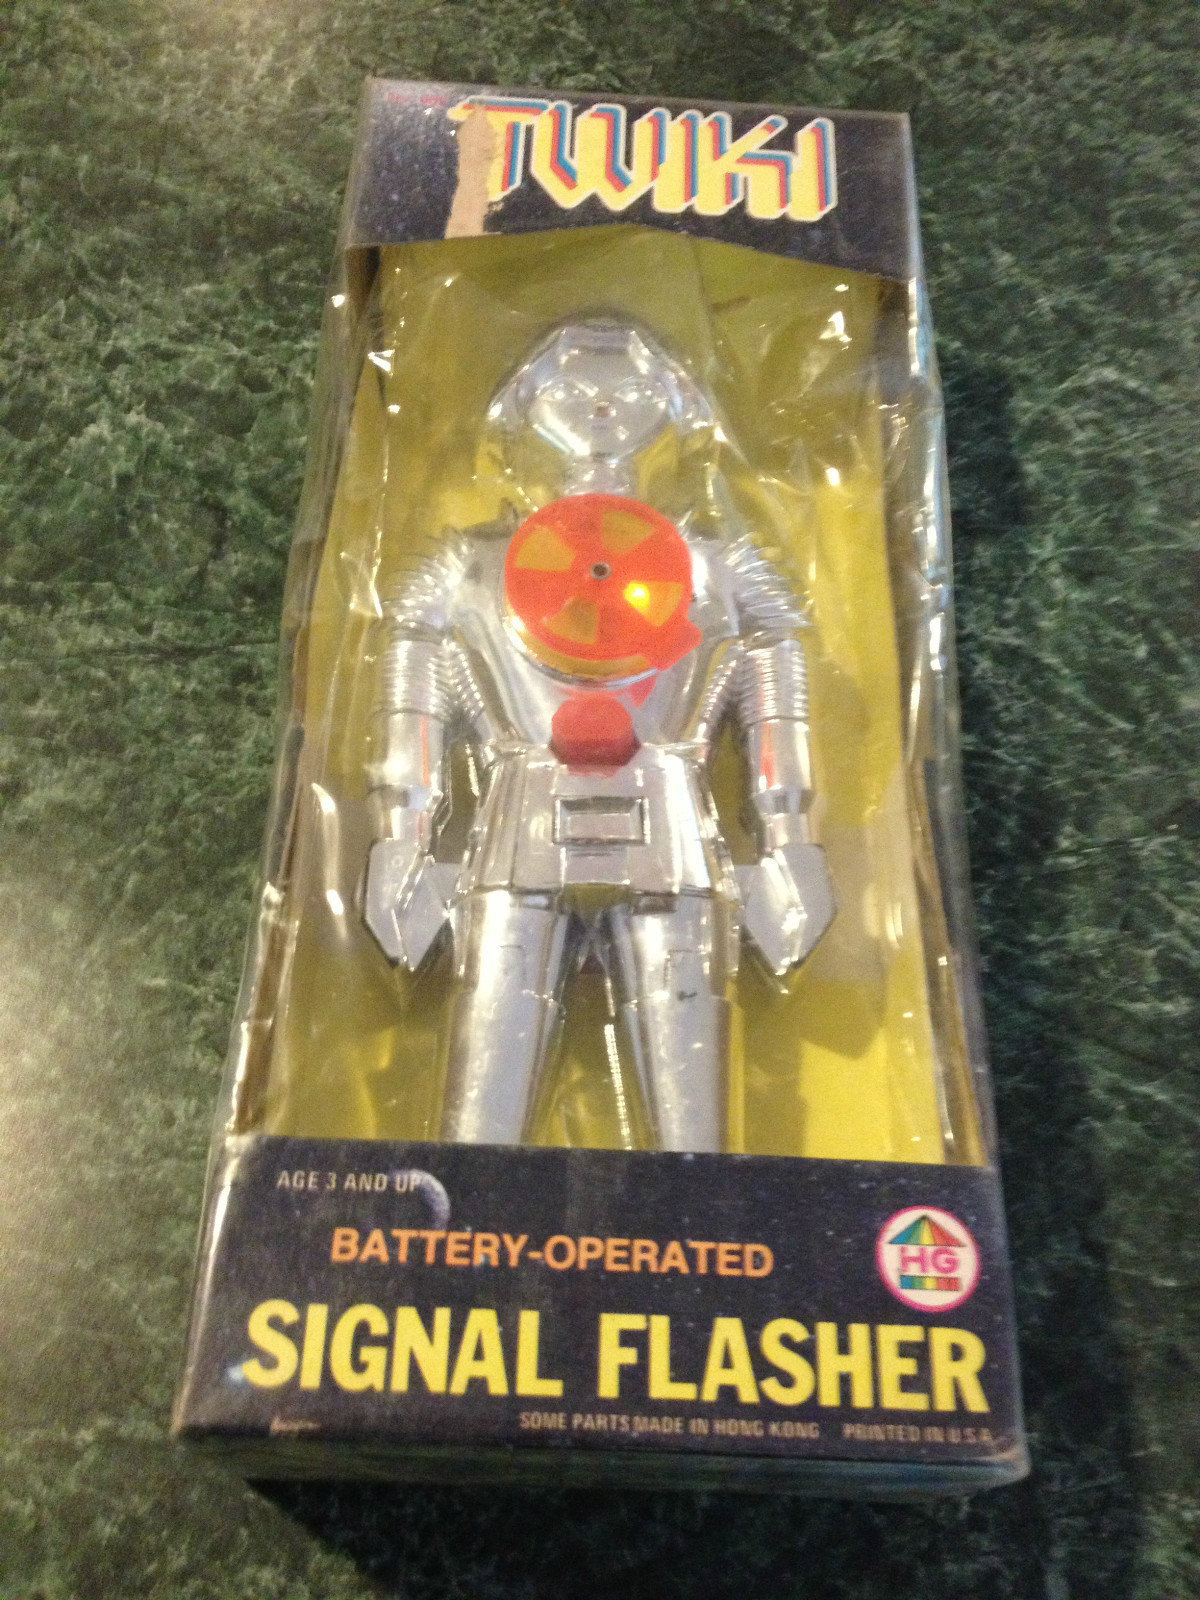 TWIKI
AGE 3 AND UP
BATTERY-OPERATED
HG
SIGNAL FLASHER
SOME PARTS MADE IN HONG KONG PRINTED IN U.S.A.